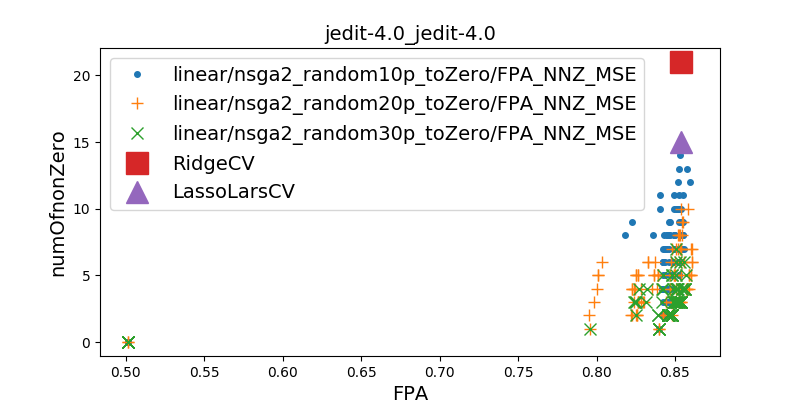 jedit-4.0_jedit-4.0
linear/nsga2_random10p_toZero/FPA_NNZ_MSE
linear/nsga2_random20p_toZero/FPA_NNZ_MSE
linear/nsga2_random30p_toZero/FPA_NNZ_MSE
RidgeCV
LassoLarsCV
numOfnonZero
20
15
10
5
0
0.50 0.55 0.60 0.65 0.70 0.75 0.80 0.85
FPA